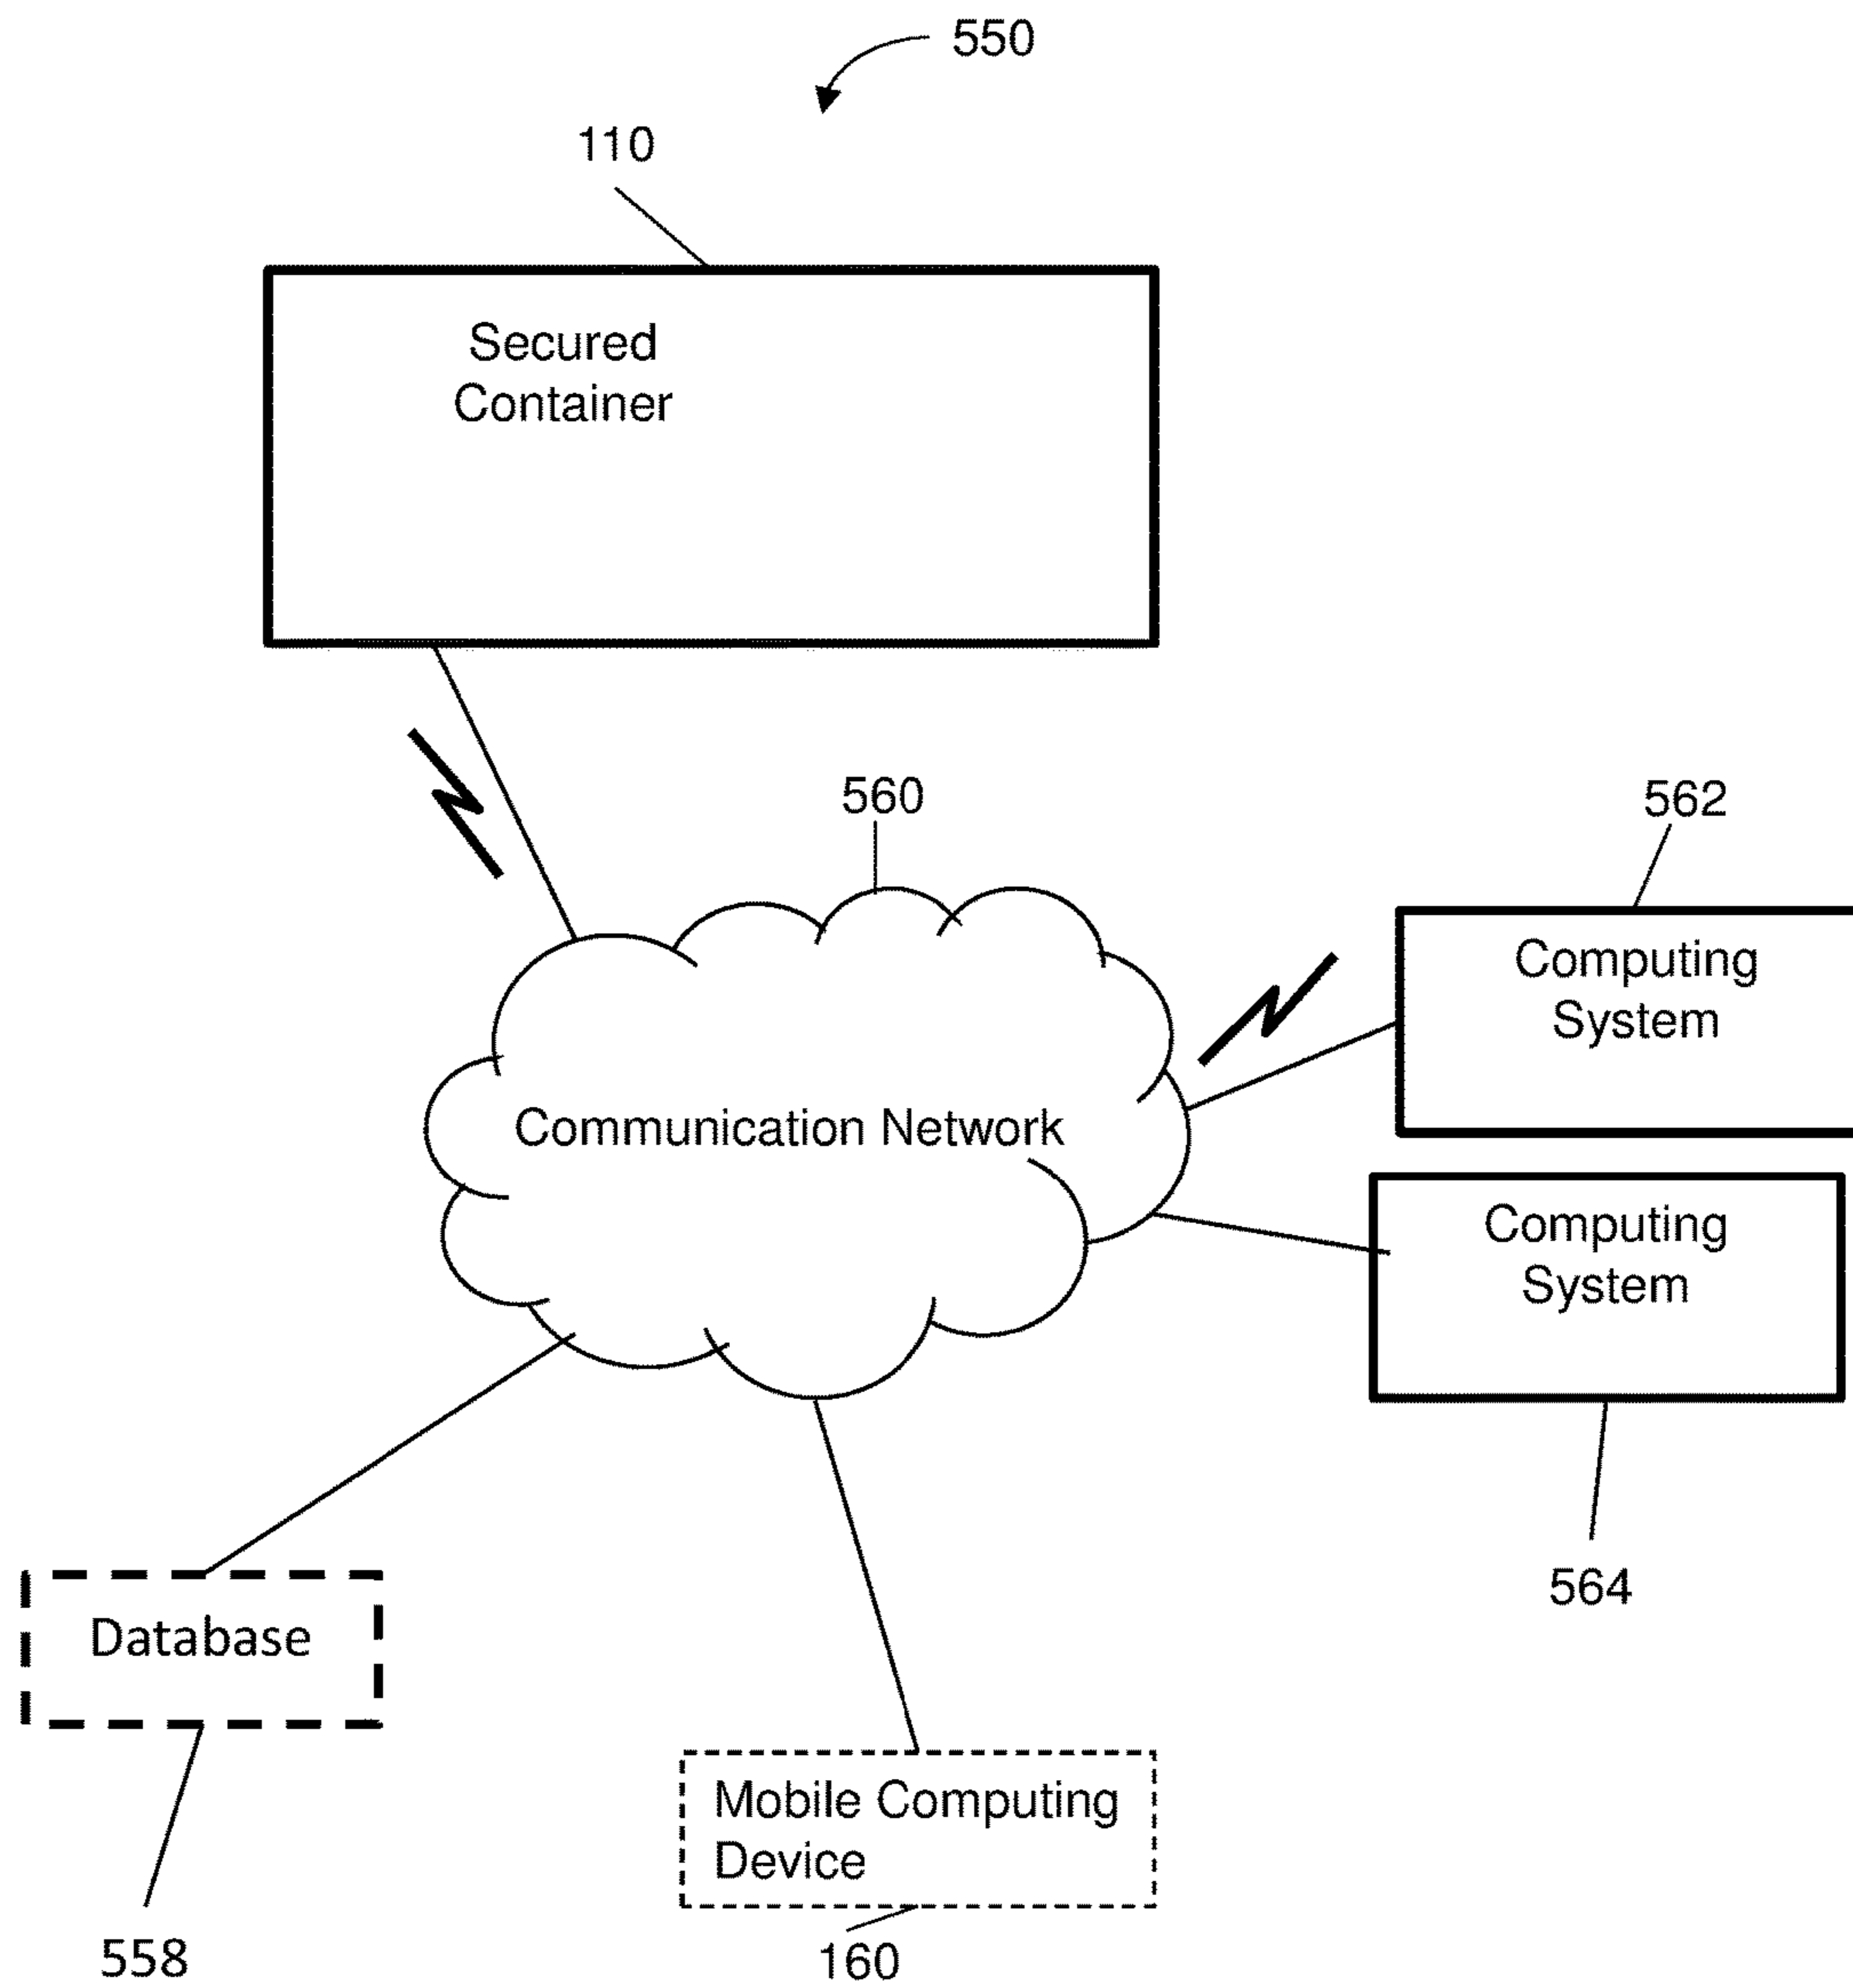 550
110
Secured
Container
560
562
Computing
System
Communication Network
Computing
System
564
Database
Mobile Computing
Device
558
160